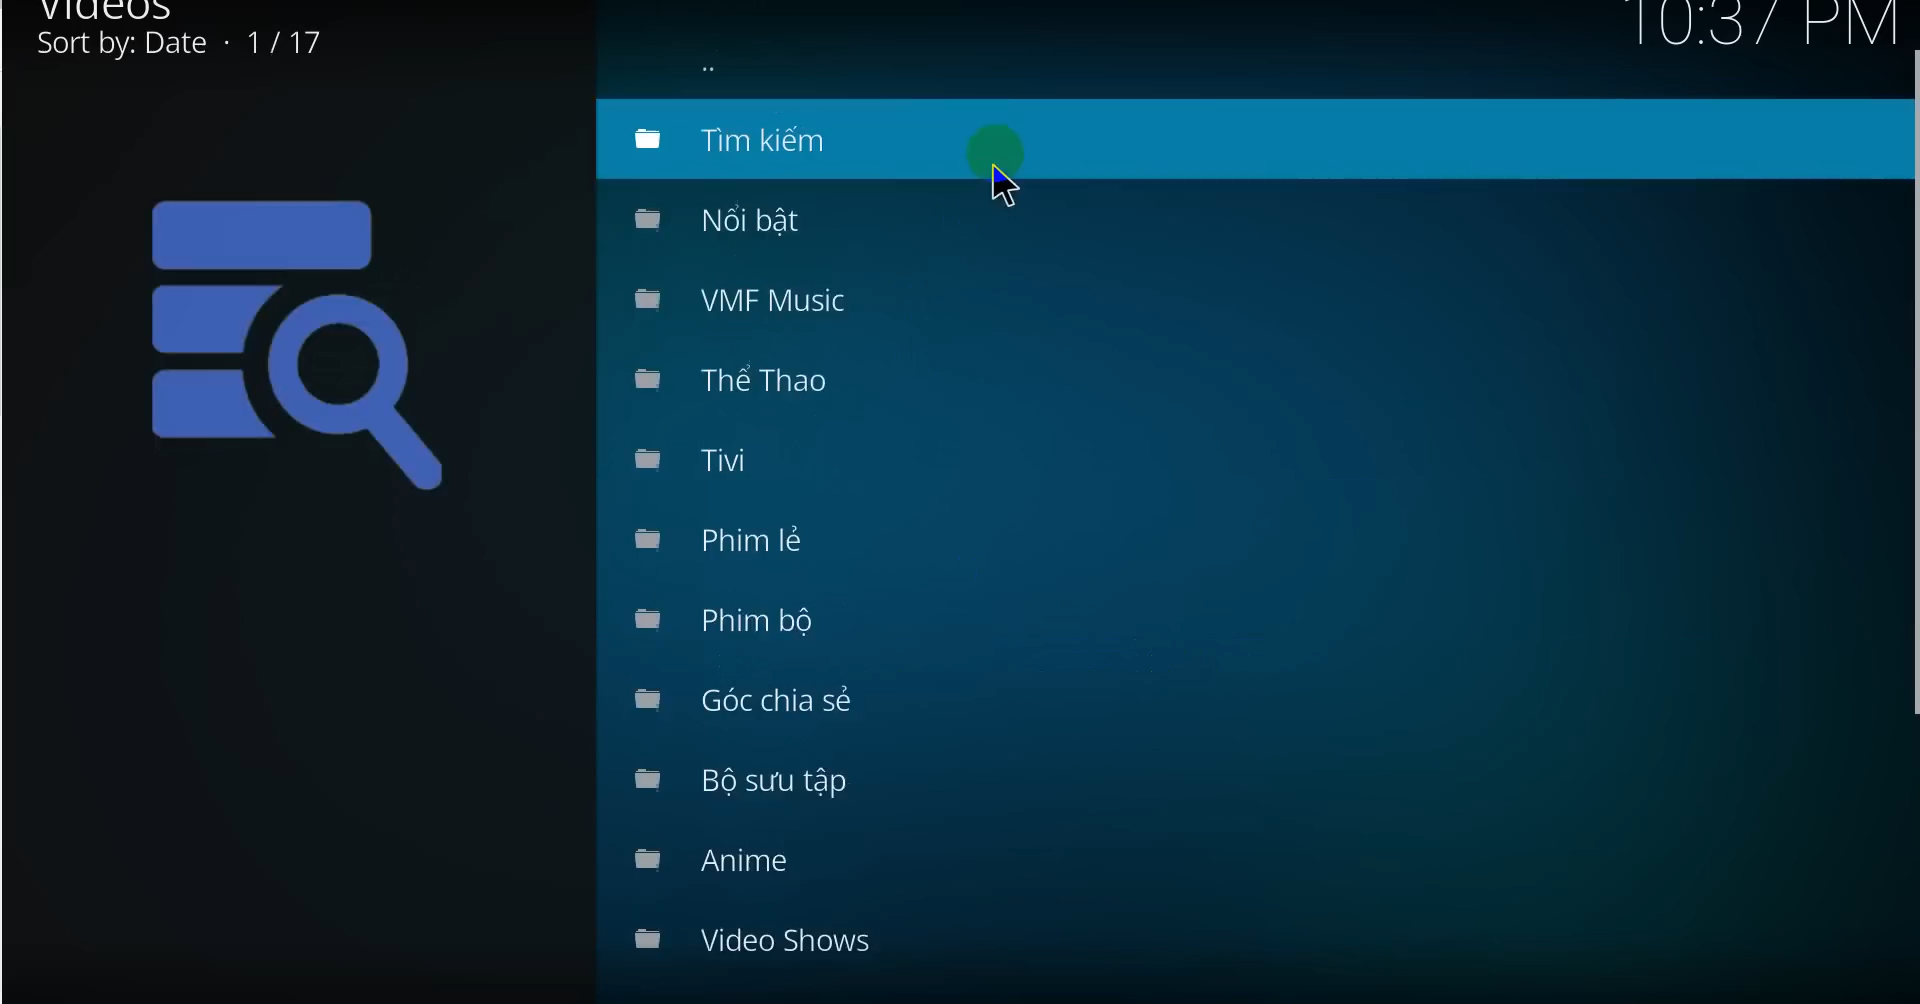 Videos
Sort by: Date · 1 / 17
10:37 PM
..
Tìm kiếm
Nổi bật
VMF Music
Thể Thao
Tivi
Phim lẻ
Phim bộ
Góc chia sẻ
Bộ sưu tập
Anime
Video Shows